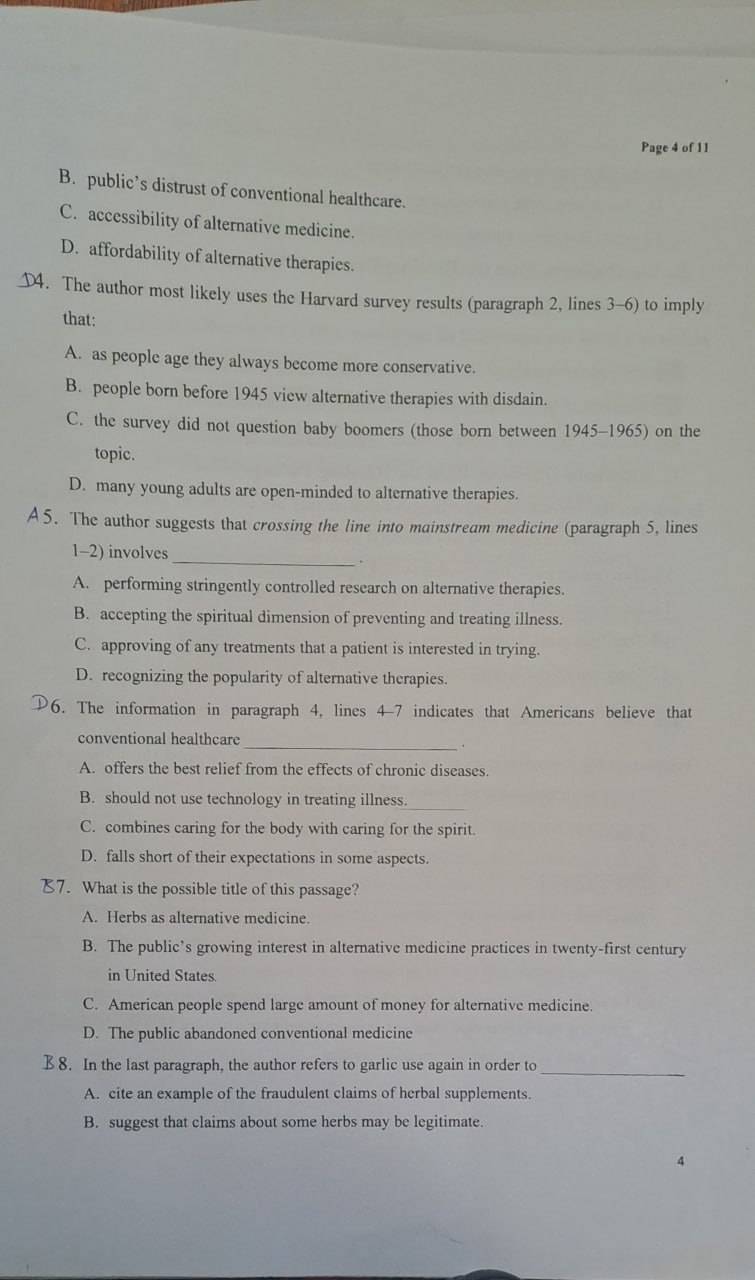 Page 4 of 11
B. public's distrust of conventional healthcare.
C. accessibility of alternative medicine.
D. affordability of alternative therapies.
D4. The author most likely uses the Harvard survey results (paragraph 2, lines 3–6) to imply
that:
A. as people age they always become more conservative.
B. people born before 1945 view alternative therapies with disdain.
C. the survey did not question baby boomers (those born between 1945–1965) on the
topic.
D. many young adults are open-minded to alternative therapies.
A 5. The author suggests that crossing the line into mainstream medicine (paragraph 5, lines
1–2) involves ____________________.
A. performing stringently controlled research on alternative therapies.
B. accepting the spiritual dimension of preventing and treating illness.
C. approving of any treatments that a patient is interested in trying.
D. recognizing the popularity of alternative therapies.
D6. The information in paragraph 4, lines 4–7 indicates that Americans believe that
conventional healthcare ____________________.
A. offers the best relief from the effects of chronic diseases.
B. should not use technology in treating illness.
C. combines caring for the body with caring for the spirit.
D. falls short of their expectations in some aspects.
B7. What is the possible title of this passage?
A. Herbs as alternative medicine.
B. The public's growing interest in alternative medicine practices in twenty-first century
in United States.
C. American people spend large amount of money for alternative medicine.
D. The public abandoned conventional medicine
B 8. In the last paragraph, the author refers to garlic use again in order to ______________
A. cite an example of the fraudulent claims of herbal supplements.
B. suggest that claims about some herbs may be legitimate.
4